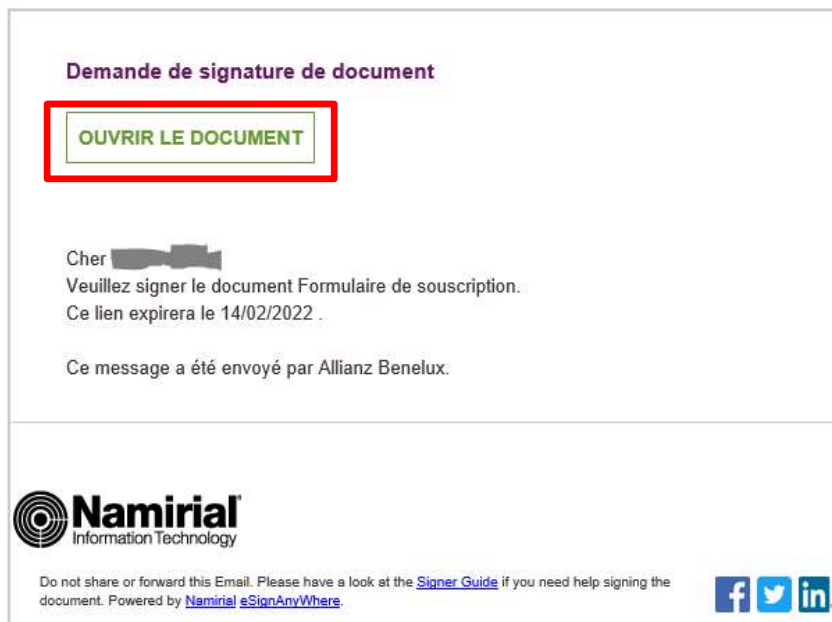 Demande de signature de document
OUVRIR LE DOCUMENT
Cher
Veuillez signer le document Formulaire de souscription.
Ce lien expirera le 14/02/2022 .
Ce message a été envoyé par Allianz Benelux.
Namirial®
Information Technology
Do not share or forward this Email. Please have a look at the Signer Guide if you need help signing the
document. Powered by Namirial eSignAnyWhere.
f
in